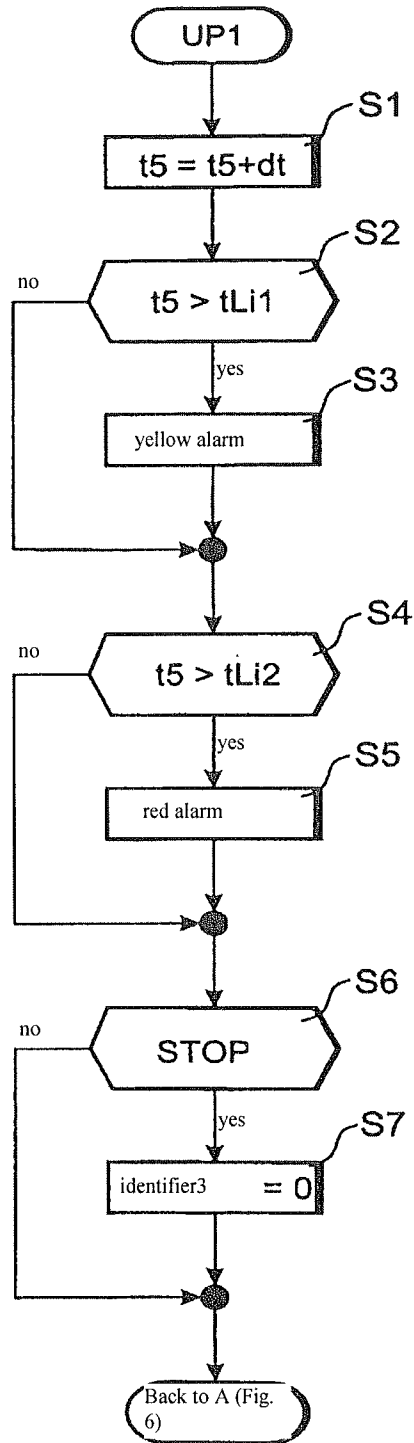 UP1
S1
t5 = t5+dt
S2
no
t5 > tLi1
yes
S3
yellow alarm
S4
no
t5 > tLi2
yes
S5
red alarm
S6
no
STOP
yes
S7
identifier3 = 0
Back to A (Fig.
6)